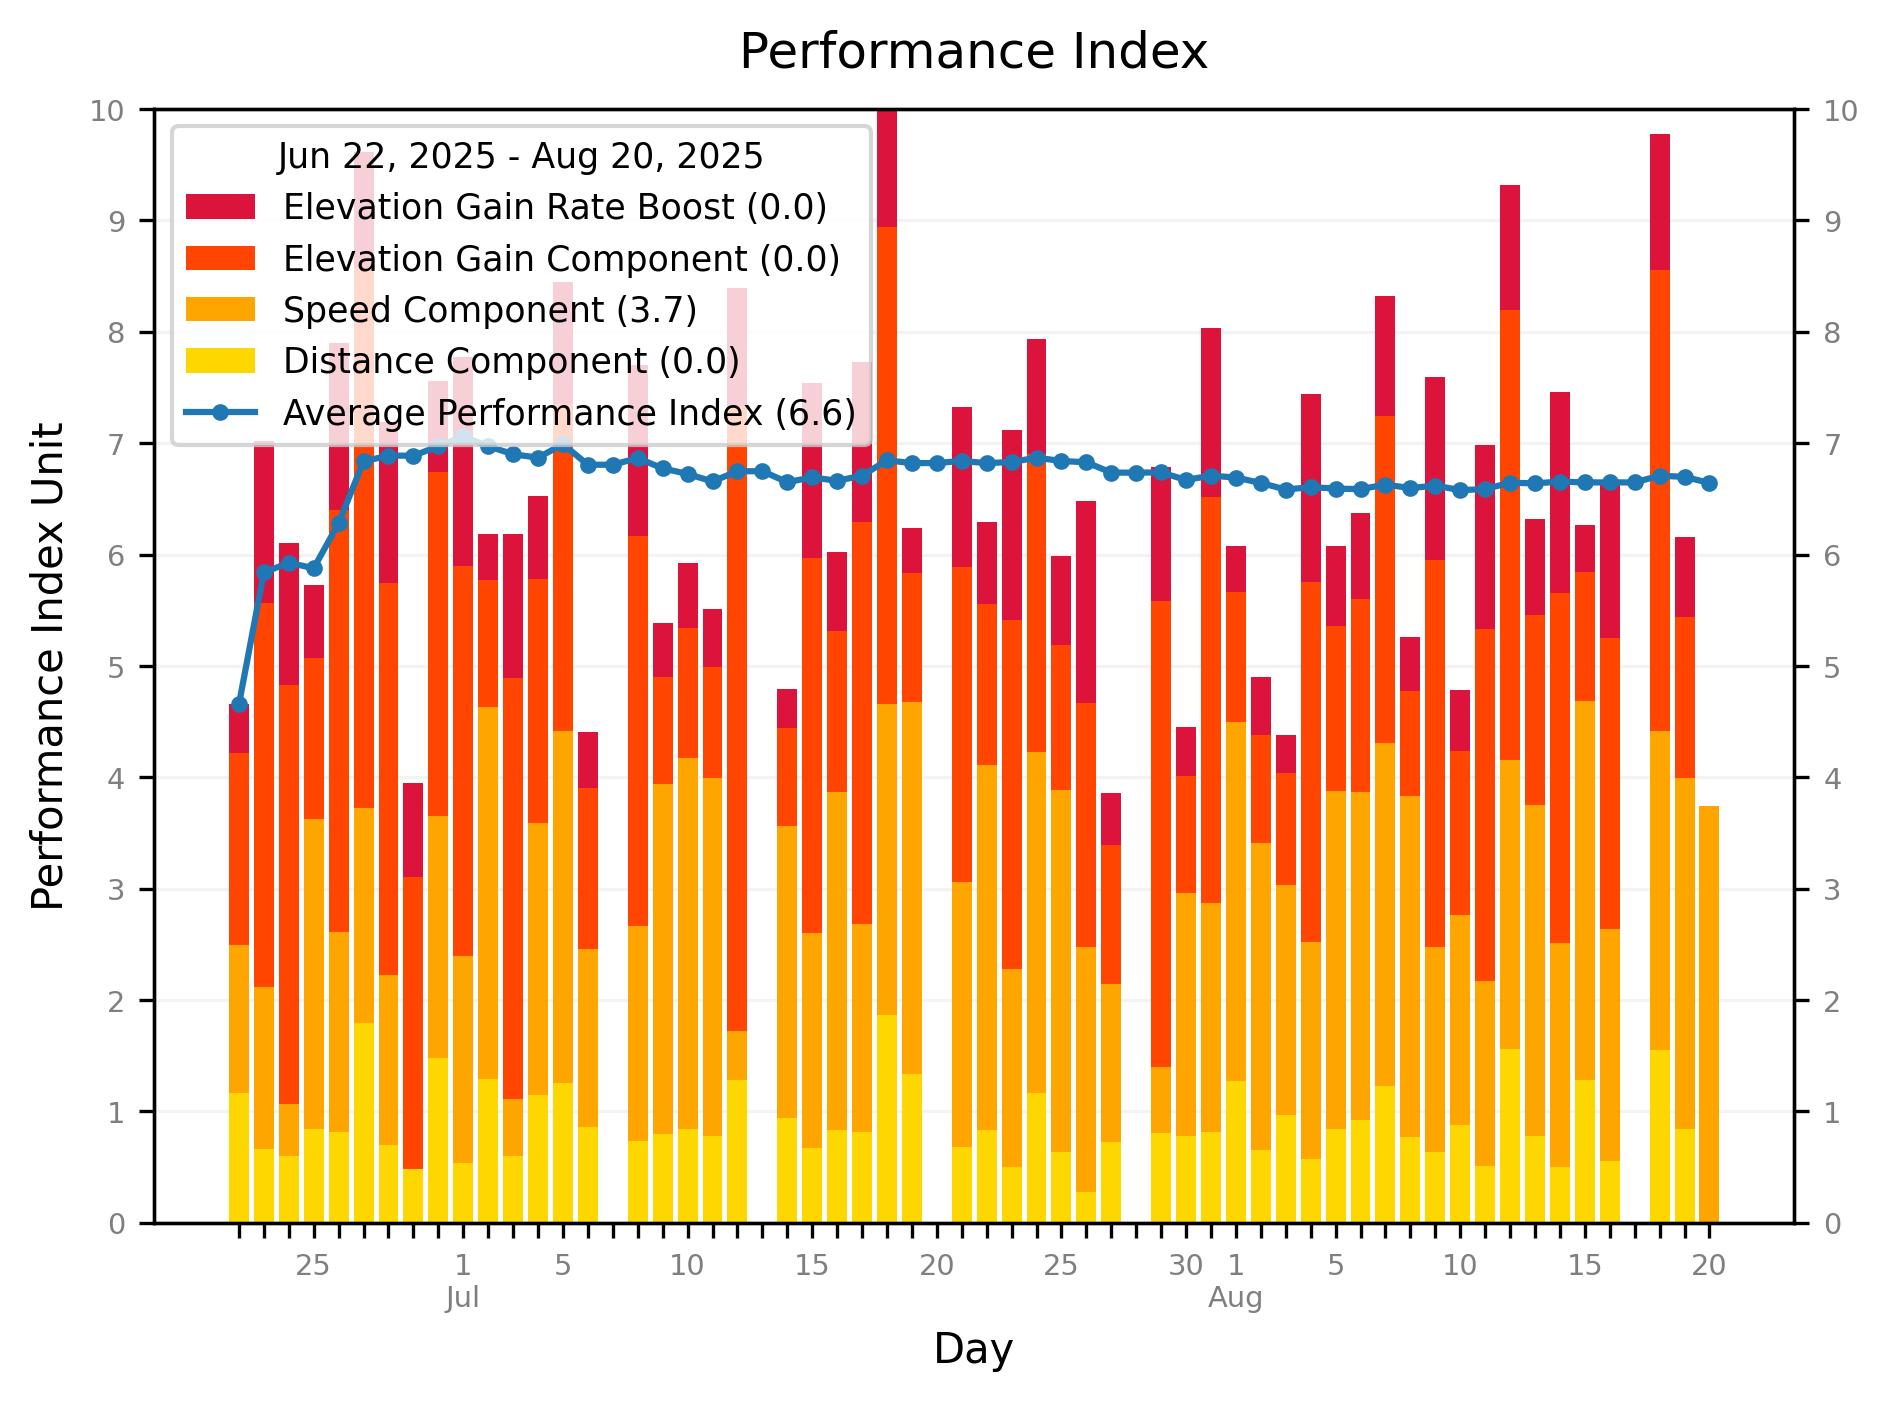 Performance Index
Jun 22, 2025 - Aug 20, 2025
Elevation Gain Rate Boost (0.0)
Elevation Gain Component (0.0)
Speed Component (3.7)
Distance Component (0.0)
Average Performance Index (6.6)
Performance Index Unit
10
9
8
7
6
5
4
3
2
1
0
10
9
8
7
6
5
4
3
2
1
0
25 1 5 10 15 20 25 30 1 5 10 15 20
Jul Aug
Day